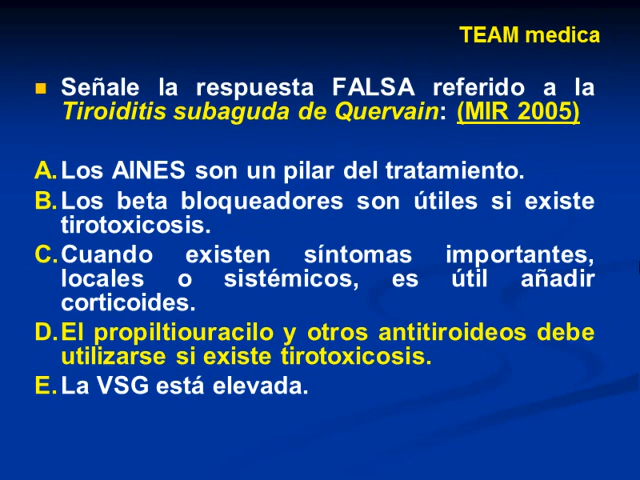 TEAM medica
Señale la respuesta FALSA referido a la
Tiroiditis subaguda de Quervain: (MIR 2005)
A. Los AINES son un pilar del tratamiento.
B. Los beta bloqueadores son útiles si existe
tirotoxicosis.
C. Cuando existen síntomas importantes,
locales o sistémicos, es útil añadir
corticoides.
D. El propiltiouracilo y otros antitiroideos debe
utilizarse si existe tirotoxicosis.
E. La VSG está elevada.